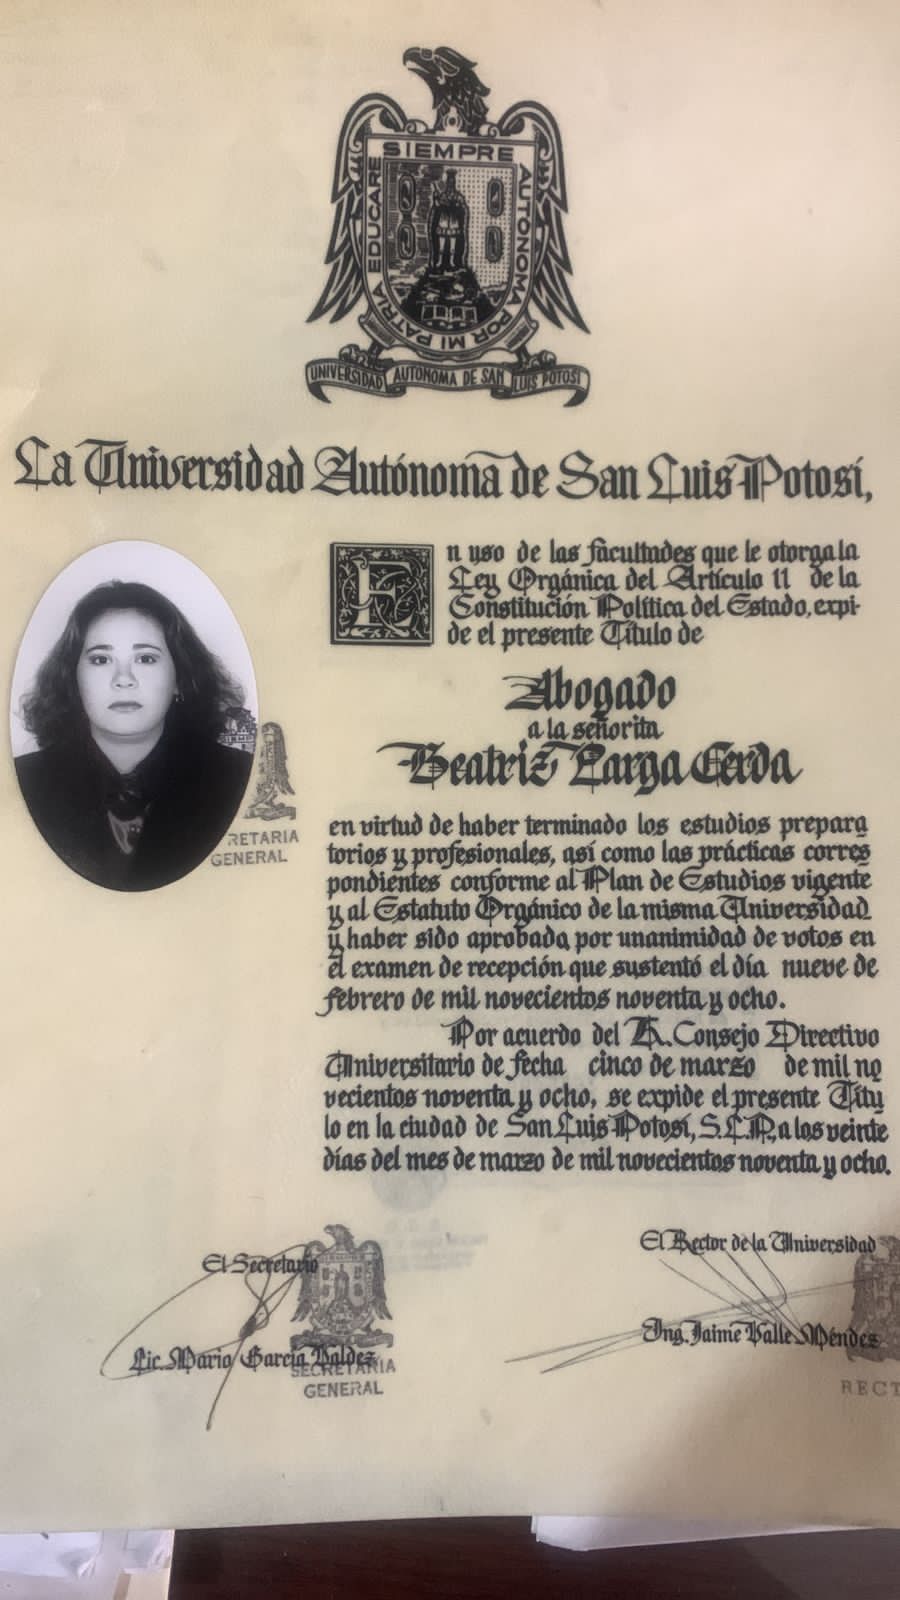 SIEMPRE AUTONOMA POR MI PATRIA EDUCARE
UNIVERSIDAD AUTONOMA DE SAN LUIS POTOSI
La Universidad Autónoma de San Luis Potosí,
En uso de las facultades que le otorga la
Ley Orgánica del Artículo 11 de la
Constitución Política del Estado, expi-
de el presente Título de
Abogado
a la señorita
Beatriz Parga Cerda
en virtud de haber terminado los estudios prepara
torios y profesionales, así como las prácticas corres
pondientes conforme al Plan de Estudios vigente
y al Estatuto Orgánico de la misma Universidad
y haber sido aprobada por unanimidad de votos en
el examen de recepción que sustentó el día nueve de
febrero de mil novecientos noventa y ocho.
Por acuerdo del H. Consejo Directivo
Universitario de fecha cinco de marzo de mil no
vecientos noventa y ocho, se expide el presente Títu
lo en la ciudad de San Luis Potosí, S.L.P., a los veinte
días del mes de marzo de mil novecientos noventa y ocho.
RETARIA
GENERAL
El Secretario
Lic. Mario García Valdez
SECRETARIA
GENERAL
El Rector de la Universidad
Ing. Jaime Valle Méndez
RECT